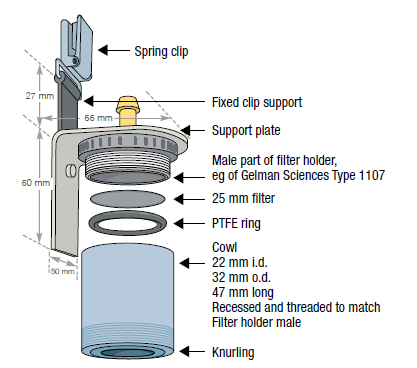 Spring clip
27 mm
Fixed clip support
66 mm
Support plate
Male part of filter holder,
eg of Gelman Sciences Type 1107
60 mm
25 mm filter
PTFE ring
Cowl
22 mm i.d.
50 mm
32 mm o.d.
47 mm long
Recessed and threaded to match
Filter holder male
Knurling